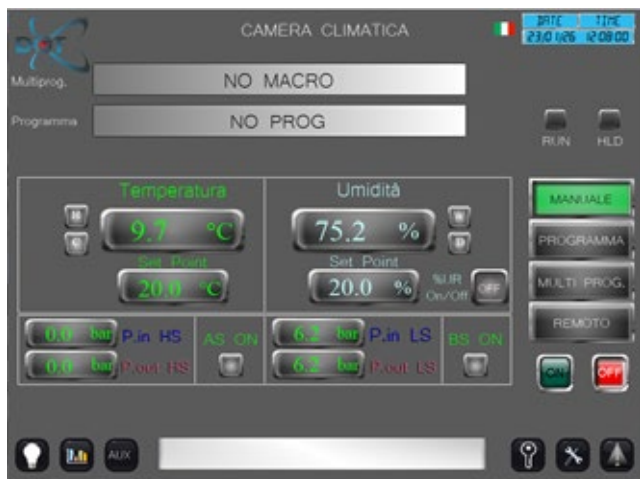 CAMERA CLIMATICA
DATE TIME
23/01/26 12:08:00
Multiprog. NO MACRO
Programma NO PROG
RUN HLD
Temperatura Umidità
MANUALE
9.7 °C 75.2 %
PROGRAMMA
Set Point Set Point
20.0 °C 20.0 % %UR On/Off OFF
MULTI PROG.
REMOTO
0.0 bar P.in HS AS ON 6.2 bar P.in LS BS ON
0.0 bar P.out HS 6.2 bar P.out LS
ON OFF
AUX